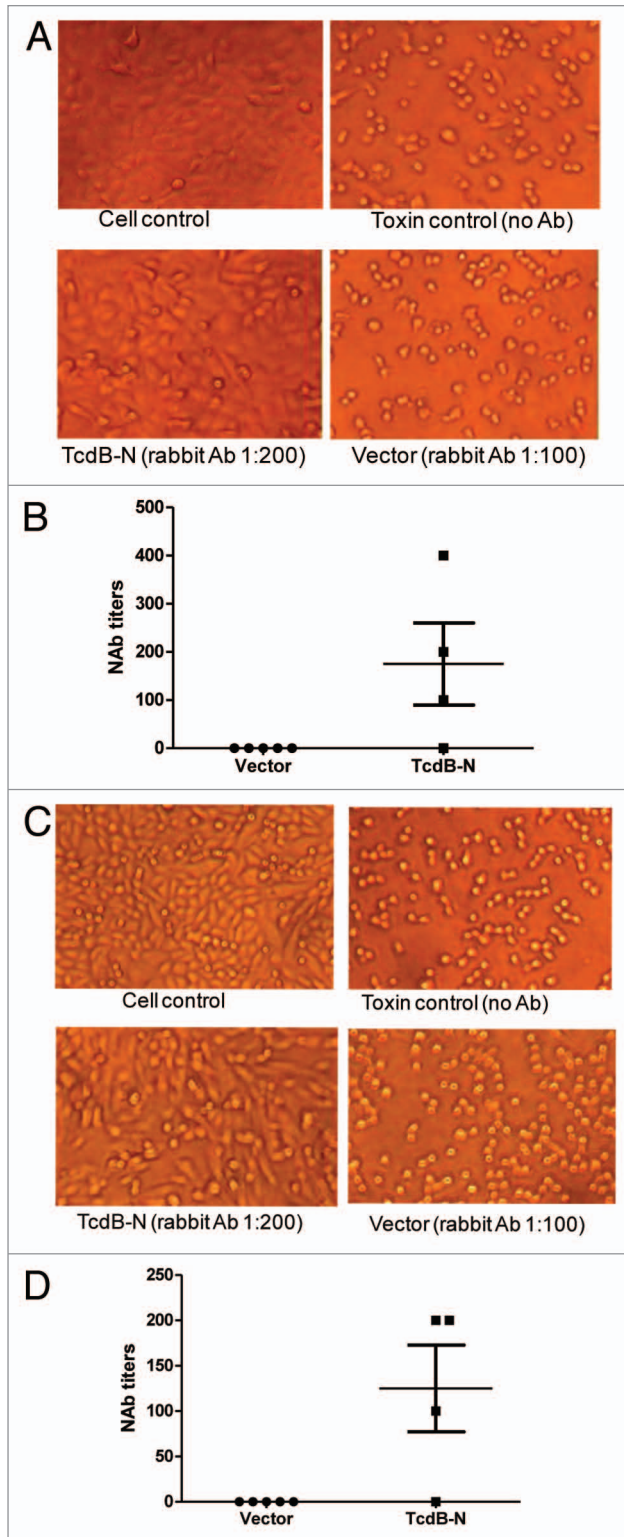 A
Cell control
Toxin control (no Ab)
TcdB-N (rabbit Ab 1:200)
Vector (rabbit Ab 1:100)
B
NAb titers
500
400
300
200
100
0
Vector
TcdB-N
C
Cell control
Toxin control (no Ab)
TcdB-N (rabbit Ab 1:200)
Vector (rabbit Ab 1:100)
D
NAb titers
250
200
150
100
50
0
Vector
TcdB-N